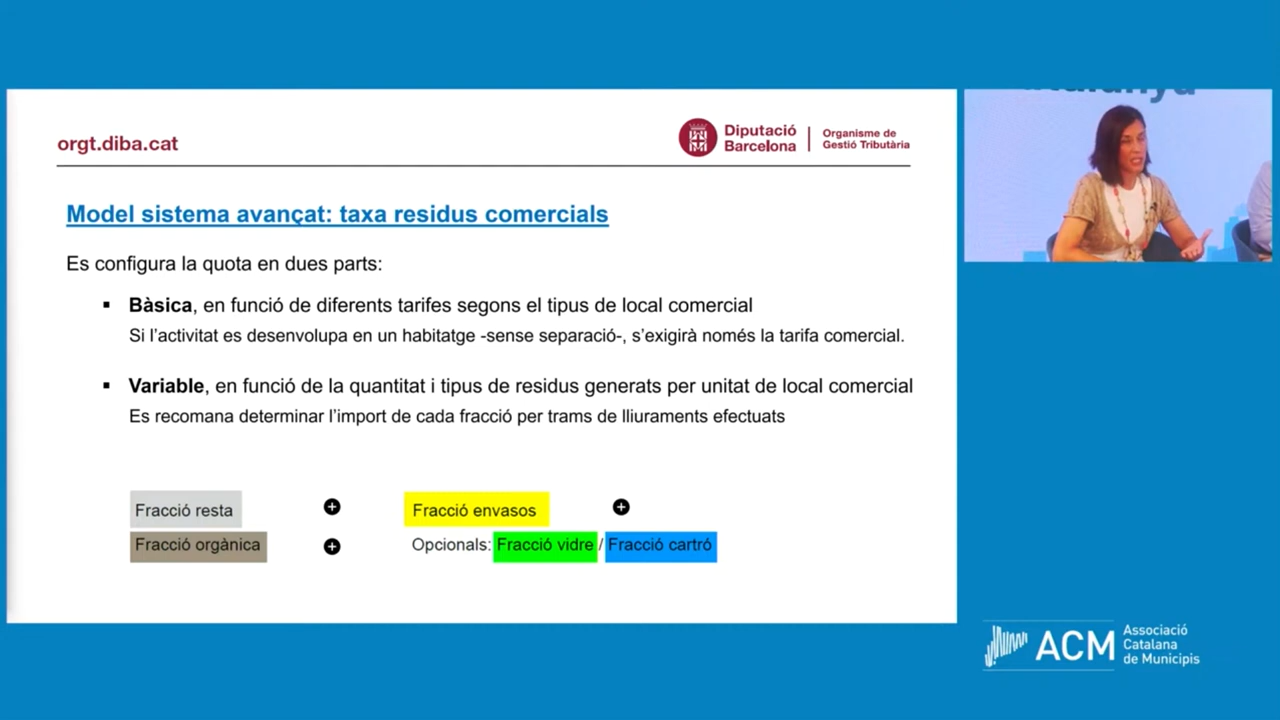 orgt.diba.cat
Diputació
Barcelona
Organisme de
Gestió Tributària
Model sistema avançat: taxa residus comercials
Es configura la quota en dues parts:
▪ Bàsica, en funció de diferents tarifes segons el tipus de local comercial
Si l’activitat es desenvolupa en un habitatge -sense separació-, s’exigirà només la tarifa comercial.
▪ Variable, en funció de la quantitat i tipus de residus generats per unitat de local comercial
Es recomana determinar l’import de cada fracció per trams de lliuraments efectuats
Fracció resta + Fracció envasos +
Fracció orgànica + Opcionals: Fracció vidre / Fracció cartró
ACM
Associació
Catalana
de Municipis